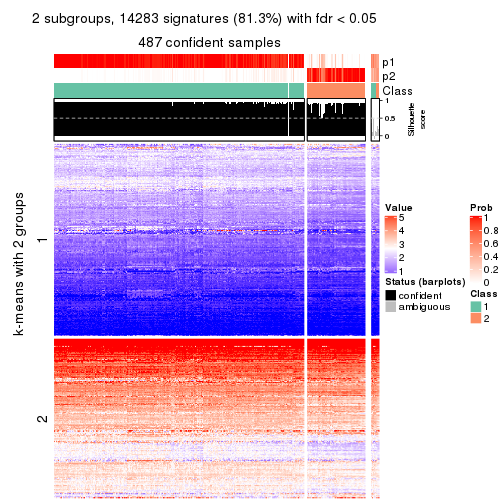 2 subgroups, 14283 signatures (81.3%) with fdr < 0.05
487 confident samples
p1
p2
Class
1
0.5
0
Silhouette
score
k-means with 2 groups
1
2
Value
5
4
3
2
1
Status (barplots)
confident
ambiguous
Prob
1
0.8
0.6
0.4
0.2
0
Class
1
2